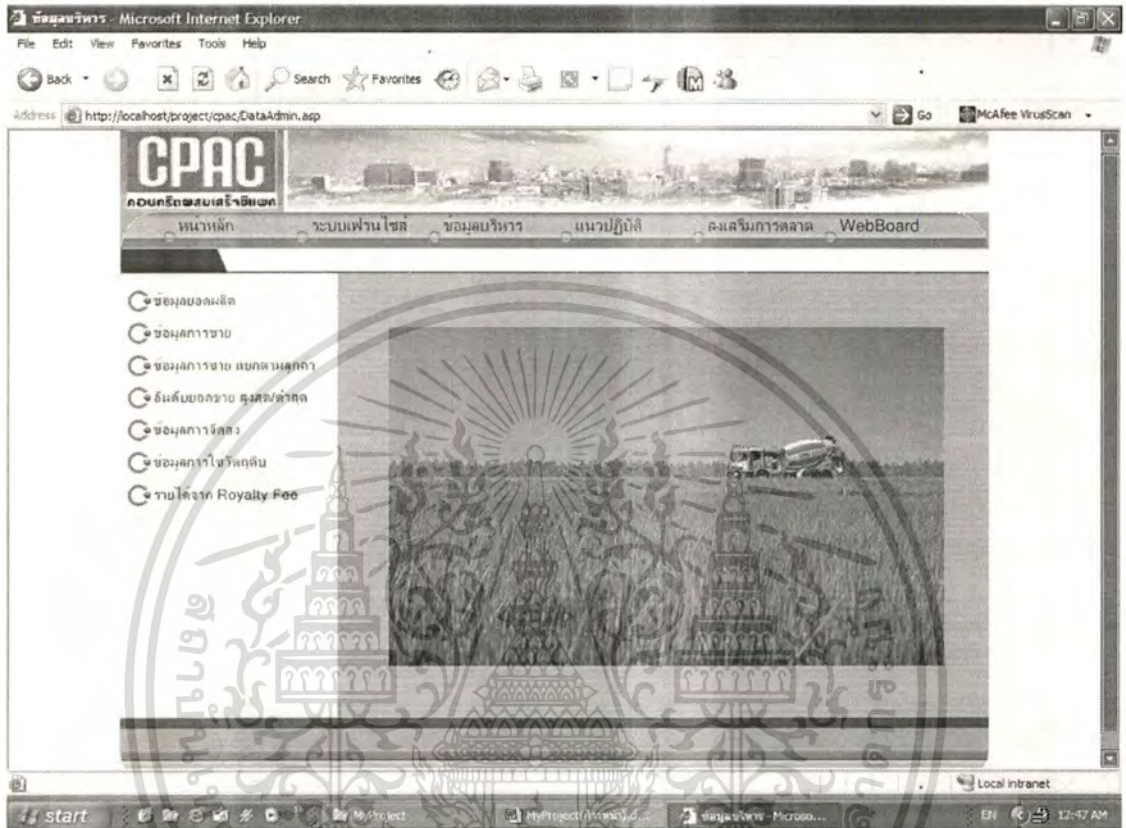 ข้อมูลบริหาร - Microsoft Internet Explorer
File Edit View Favorites Tools Help
Back Search Favorites
Address http://localhost/project/cpac/DataAdmin.asp Go McAfee VirusScan
CPAC
คอนกรีตผสมเสร็จซีแพค
หน้าหลัก ระบบแฟรนไชส์ ข้อมูลบริหาร แนวปฏิบัติ ส่งเสริมการตลาด WebBoard
ข้อมูลยอดผลิต
ข้อมูลการขาย
ข้อมูลการขาย แยกตามลูกค้า
อันดับยอดขาย สูงสุด/ต่ำสุด
ข้อมูลการจัดส่ง
ข้อมูลการใช้วัตถุดิบ
รายได้จาก Royalty Fee
Local intranet
start MyProject ข้อมูลบริหาร - Microso... EN 12:47 AM